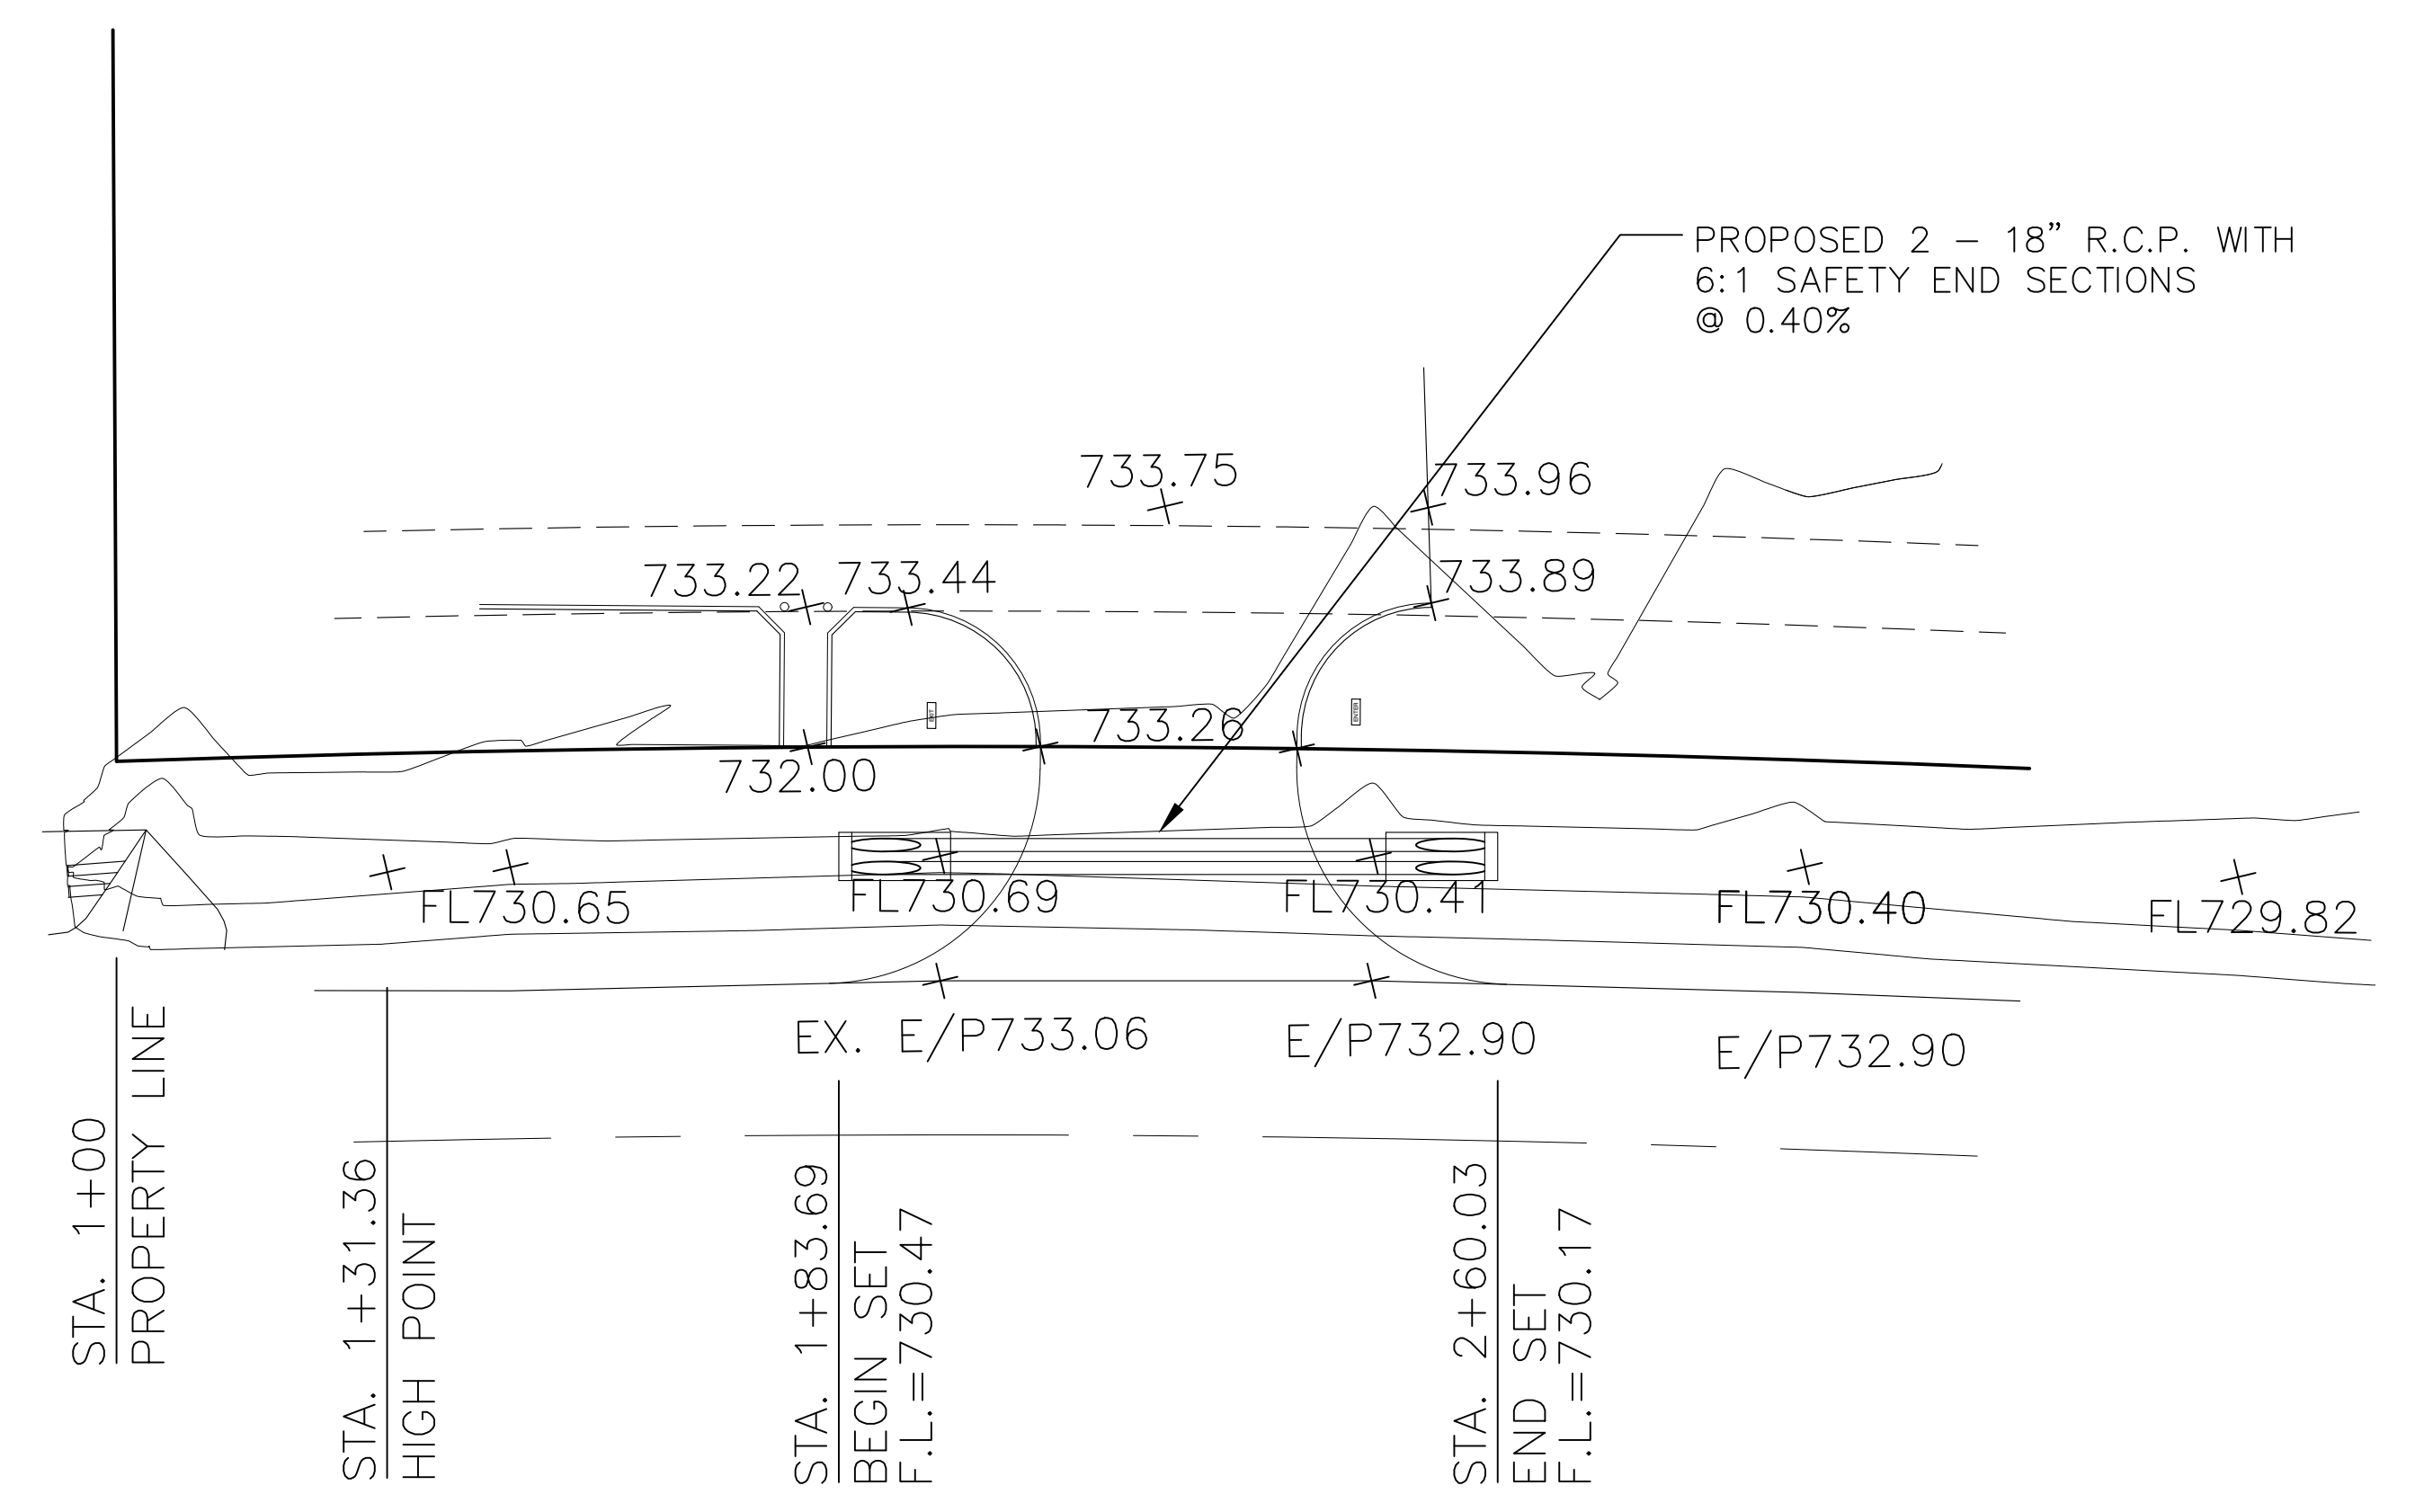 PROPOSED 2 – 18” R.C.P. WITH
6:1 SAFETY END SECTIONS
@ 0.40%
733.75
733.96
733.22
733.44
733.89
EXIT
ENTER
733.26
732.00
FL730.65
FL730.69
FL730.41
FL730.40
FL729.82
EX. E/P733.06
E/P732.90
E/P732.90
STA. 1+00
PROPERTY LINE
STA. 1+31.36
HIGH POINT
STA. 1+83.69
BEGIN SET
F.L.=730.47
STA. 2+60.03
END SET
F.L.=730.17